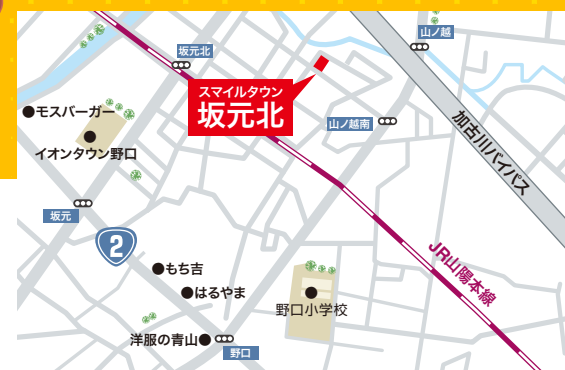 山ノ越
坂元北
スマイルタウン
坂元北
●モスバーガー
山ノ越南
加古川バイパス
イオンタウン野口
坂元
2
JR山陽本線
●もち吉
●はるやま
野口小学校
洋服の青山●
野口